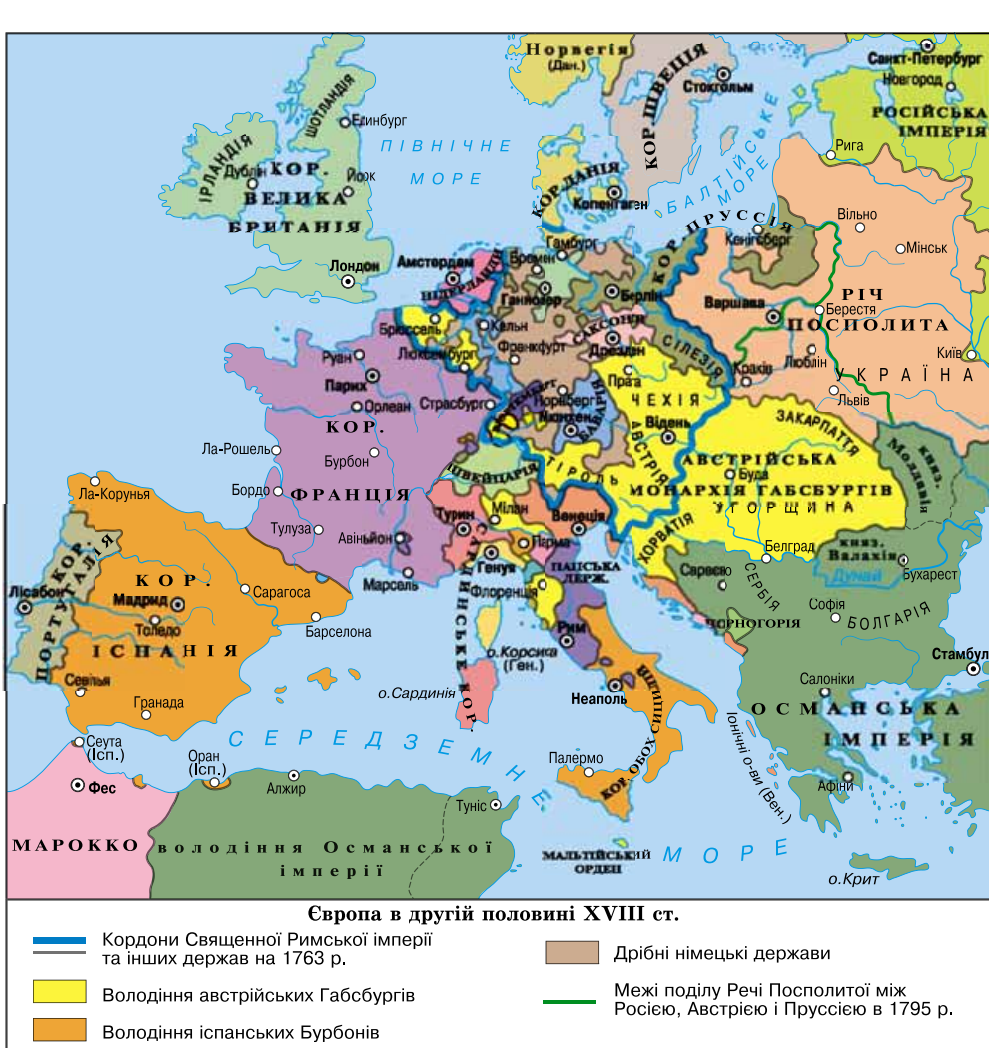 Норвегія
(Дан.)
КОР. ШВЕЦІЯ
Стокгольм
Санкт-Петербург
Новгород
РОСІЙСЬКА
ІМПЕРІЯ
Рига
ШОТЛАНДІЯ
Единбург
ІРЛАНДІЯ
Дублін
КОР.
ВЕЛИКА
БРИТАНІЯ
Йорк
Лондон
ПІВНІЧНЕ
МОРЕ
КОР. ДАНІЯ
Копенгаген
БАЛТІЙСЬКЕ
МОРЕ
КОР. ПРУССІЯ
Кенігсберг
Вільно
Мінськ
Гамбург
Бремен
Амстердам
НІДЕРЛАНДИ
Ганновер
Берлін
Варшава
РІЧ
ПОСПОЛИТА
Берестя
Брюссель
Кельн
САКСОНІЯ
Дрезден
СІЛЕЗІЯ
Люблін
Київ
УКРАЇНА
Краків
Львів
Люксембург
Франкфурт
Руан
Париж
Орлеан
Страсбург
Прага
ЧЕХІЯ
Нюрнберг
Мюнхен
БАВАРІЯ
Відень
АВСТРІЯ
ЗАКАРПАТТЯ
КОР.
ФРАНЦІЯ
Ла-Рошель
Бурбон
ШВЕЙЦАРІЯ
ТІРОЛЬ
АВСТРІЙСЬКА
МОНАРХІЯ ГАБСБУРГІВ
Буда
УГОРЩИНА
княз.
Молдавія
Ла-Корунья
Бордо
Тулуза
Авіньйон
Марсель
Турин
Мілан
Венеція
Парма
Генуя
Флоренція
ПАПСЬКА
ДЕРЖ.
ХОРВАТІЯ
Белград
княз.
Валахія
Дунай
Бухарест
Сараєво
СЕРБІЯ
Софія
БОЛГАРІЯ
ЧОРНОГОРІЯ
ПОРТУГАЛІЯ
КОР.
Лісабон
КОР.
Мадрид
Толедо
ІСПАНІЯ
Сарагоса
Барселона
Севілья
Гранада
САРДИНСЬКЕ КОР.
о.Корсика
(Ген.)
о.Сардинія
Рим
Неаполь
КОР. ОБОХ СИЦИЛІЙ
Палермо
Стамбул
Салоніки
ОСМАНСЬКА
ІМПЕРІЯ
Іонічні о-ви (Вен.)
Афіни
о.Крит
СЕРЕДЗЕМНЕ
МОРЕ
МАЛЬТІЙСЬКИЙ
ОРДЕН
Сеута
(Ісп.)
Фес
Оран
(Ісп.)
Алжир
Туніс
МАРОККО
володіння Османської
імперії
Європа в другій половині XVIII ст.
Кордони Священної Римської імперії
та інших держав на 1763 р.
Володіння австрійських Габсбургів
Володіння іспанських Бурбонів
Дрібні німецькі держави
Межі поділу Речі Посполитої між
Росією, Австрією і Пруссією в 1795 р.